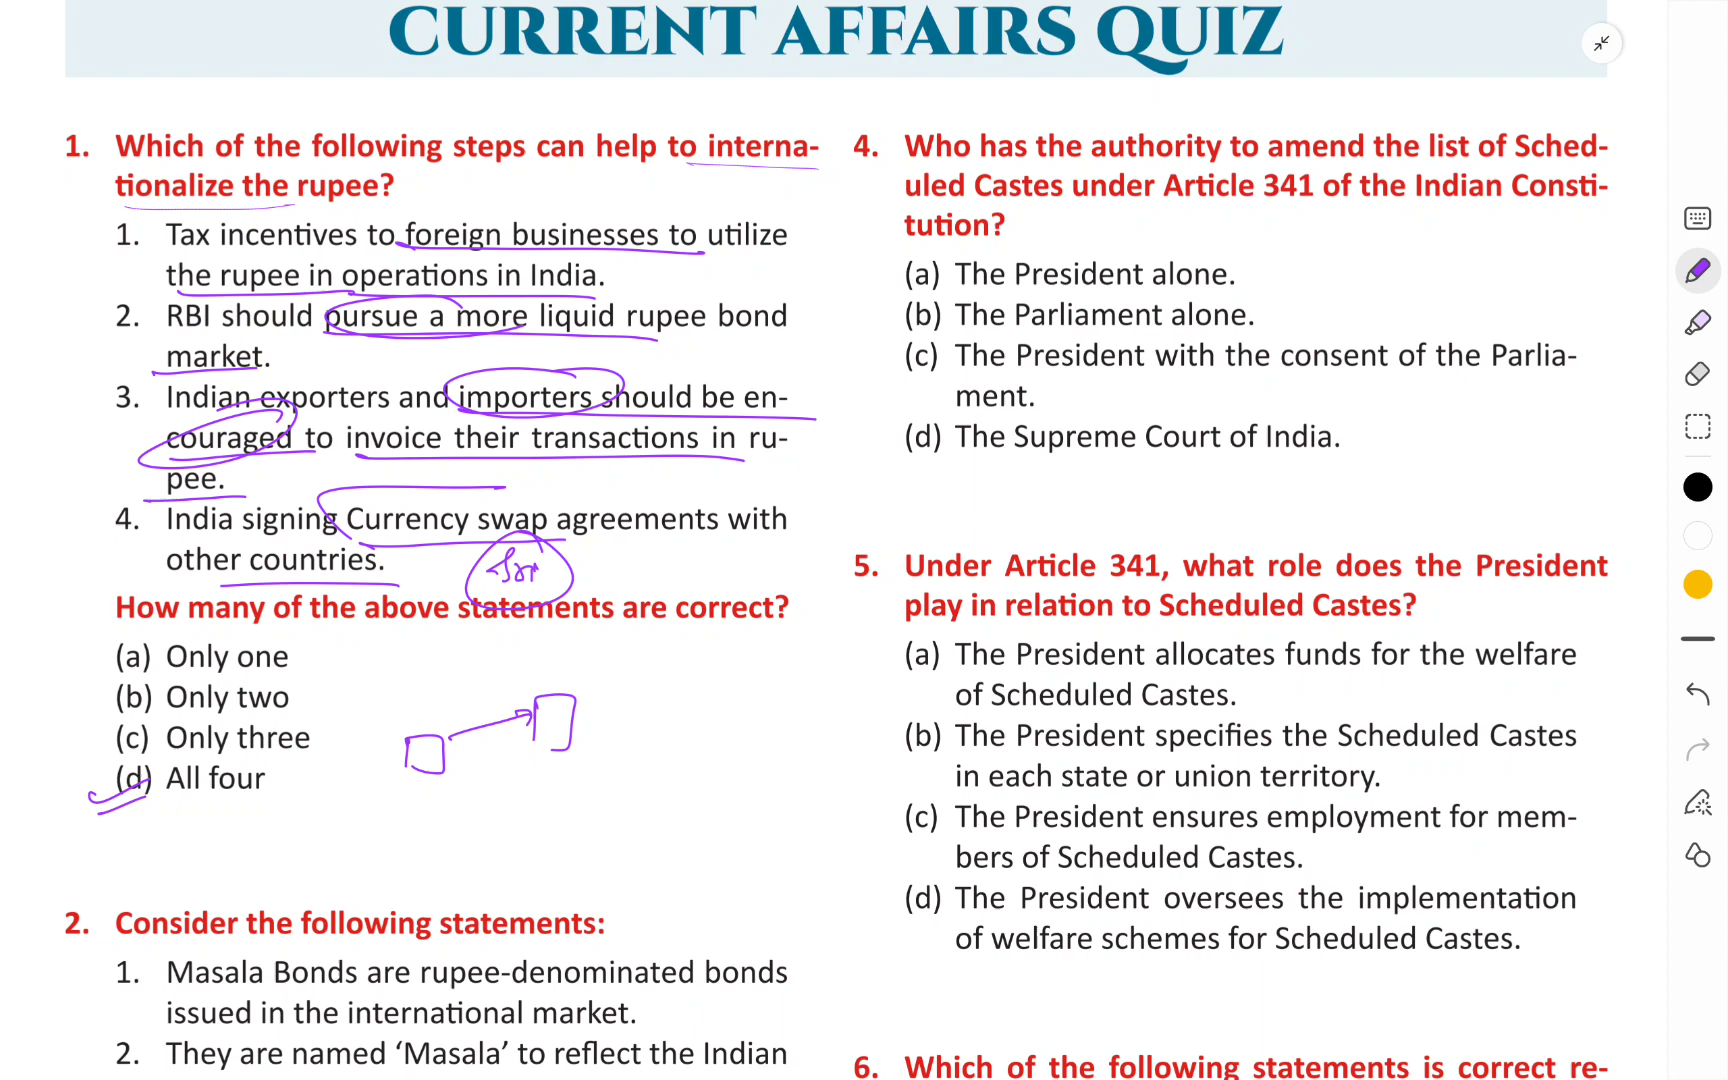 CURRENT AFFAIRS QUIZ
1. Which of the following steps can help to interna-
tionalize the rupee?
1. Tax incentives to foreign businesses to utilize
the rupee in operations in India.
2. RBI should pursue a more liquid rupee bond
market.
3. Indian exporters and importers should be en-
couraged to invoice their transactions in ru-
pee.
4. India signing Currency swap agreements with
other countries.
How many of the above statements are correct?
(a) Only one
(b) Only two
(c) Only three
(d) All four
2. Consider the following statements:
1. Masala Bonds are rupee-denominated bonds
issued in the international market.
2. They are named ‘Masala’ to reflect the Indian
4. Who has the authority to amend the list of Sched-
uled Castes under Article 341 of the Indian Consti-
tution?
(a) The President alone.
(b) The Parliament alone.
(c) The President with the consent of the Parlia-
ment.
(d) The Supreme Court of India.
5. Under Article 341, what role does the President
play in relation to Scheduled Castes?
(a) The President allocates funds for the welfare
of Scheduled Castes.
(b) The President specifies the Scheduled Castes
in each state or union territory.
(c) The President ensures employment for mem-
bers of Scheduled Castes.
(d) The President oversees the implementation
of welfare schemes for Scheduled Castes.
6. Which of the following statements is correct re-